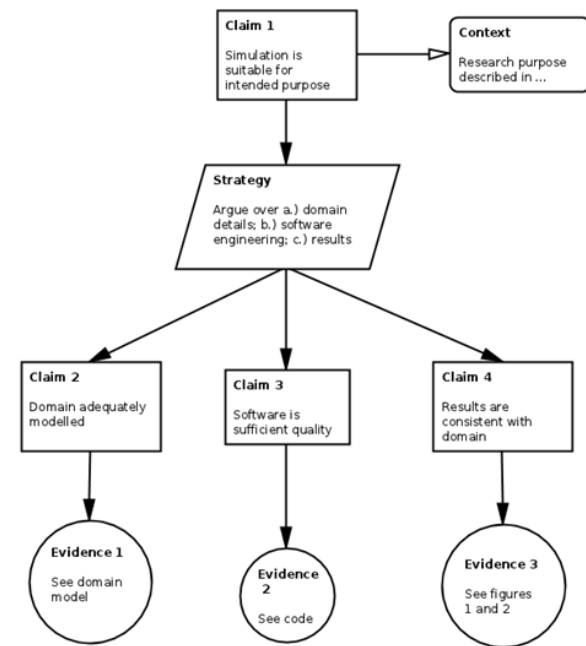 Claim 1
Simulation is
suitable for
intended purpose
Context
Research purpose
described in ...
Strategy
Argue over a.) domain
details; b.) software
engineering; c.) results
Claim 2
Domain adequately
modelled
Claim 3
Software is
sufficient quality
Claim 4
Results are
consistent with
domain
Evidence 1
See domain
model
Evidence
2
See code
Evidence 3
See figures
1 and 2